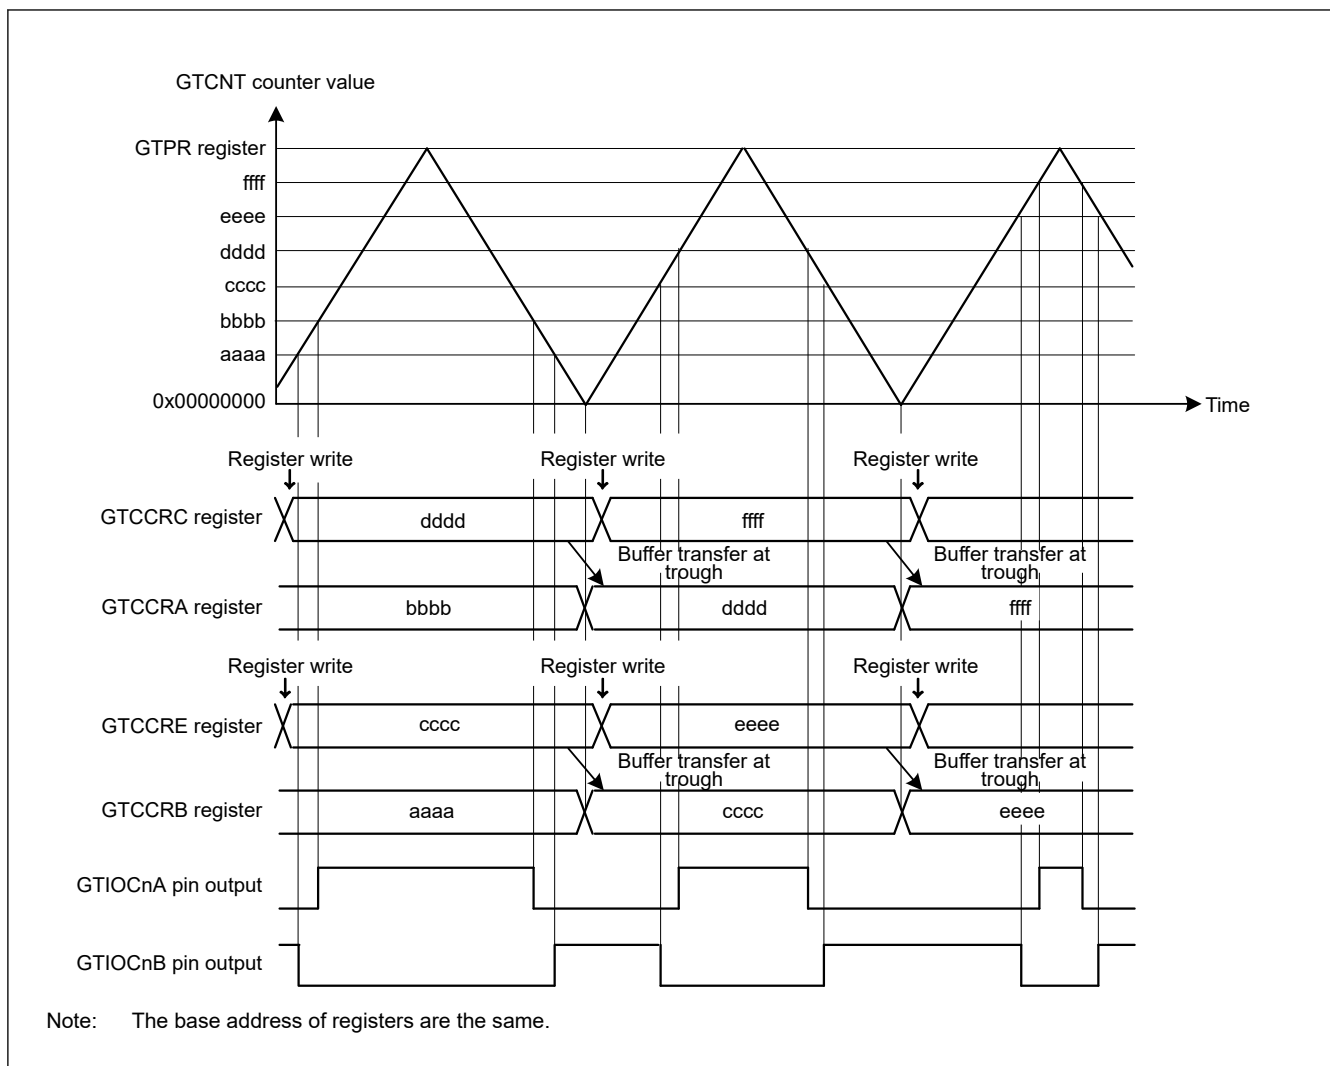 GTCNT counter value
GTPR register
ffff
eeee
dddd
cccc
bbbb
aaaa
0x00000000
Time
Register write Register write Register write
GTCCRC register dddd ffff
Buffer transfer at trough Buffer transfer at trough
GTCCRA register bbbb dddd ffff
Register write Register write Register write
GTCCRE register cccc eeee
Buffer transfer at trough Buffer transfer at trough
GTCCRB register aaaa cccc eeee
GTIOCnA pin output
GTIOCnB pin output
Note: The base address of registers are the same.